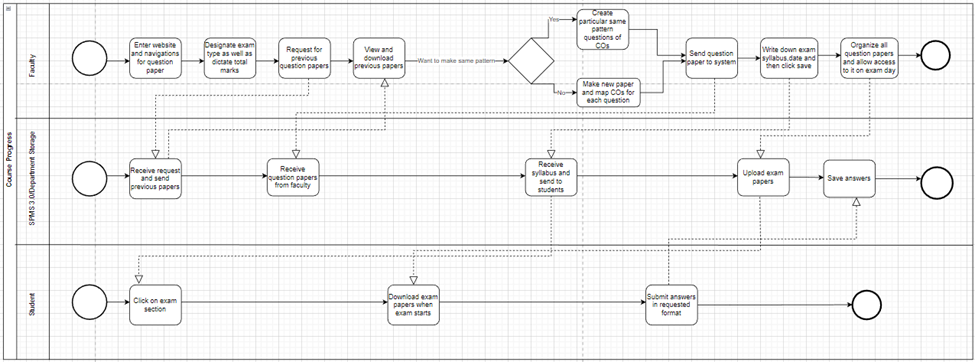 Course Progress
Faculty
Enter website
and navigations
for question
paper
Designate exam
type as well as
dictate total
marks
Request for
previous
question papers
View and
download
previous papers
Want to make same pattern
Yes
No
Create
particular same
pattern
questions of
COs
Make new paper
and map COs for
each question
Send question
paper to system
Write down exam
syllabus,date and
then click save
Organize all
question papers
and allow access
to it on exam day
SPMS 3.0/Department Storage
Receive request
and send
previous papers
Receive
question papers
from faculty
Receive
syllabus and
send to
students
Upload exam
papers
Save answers
Student
Click on exam
section
Download exam
papers when
exam starts
Submit answers
in requested
format